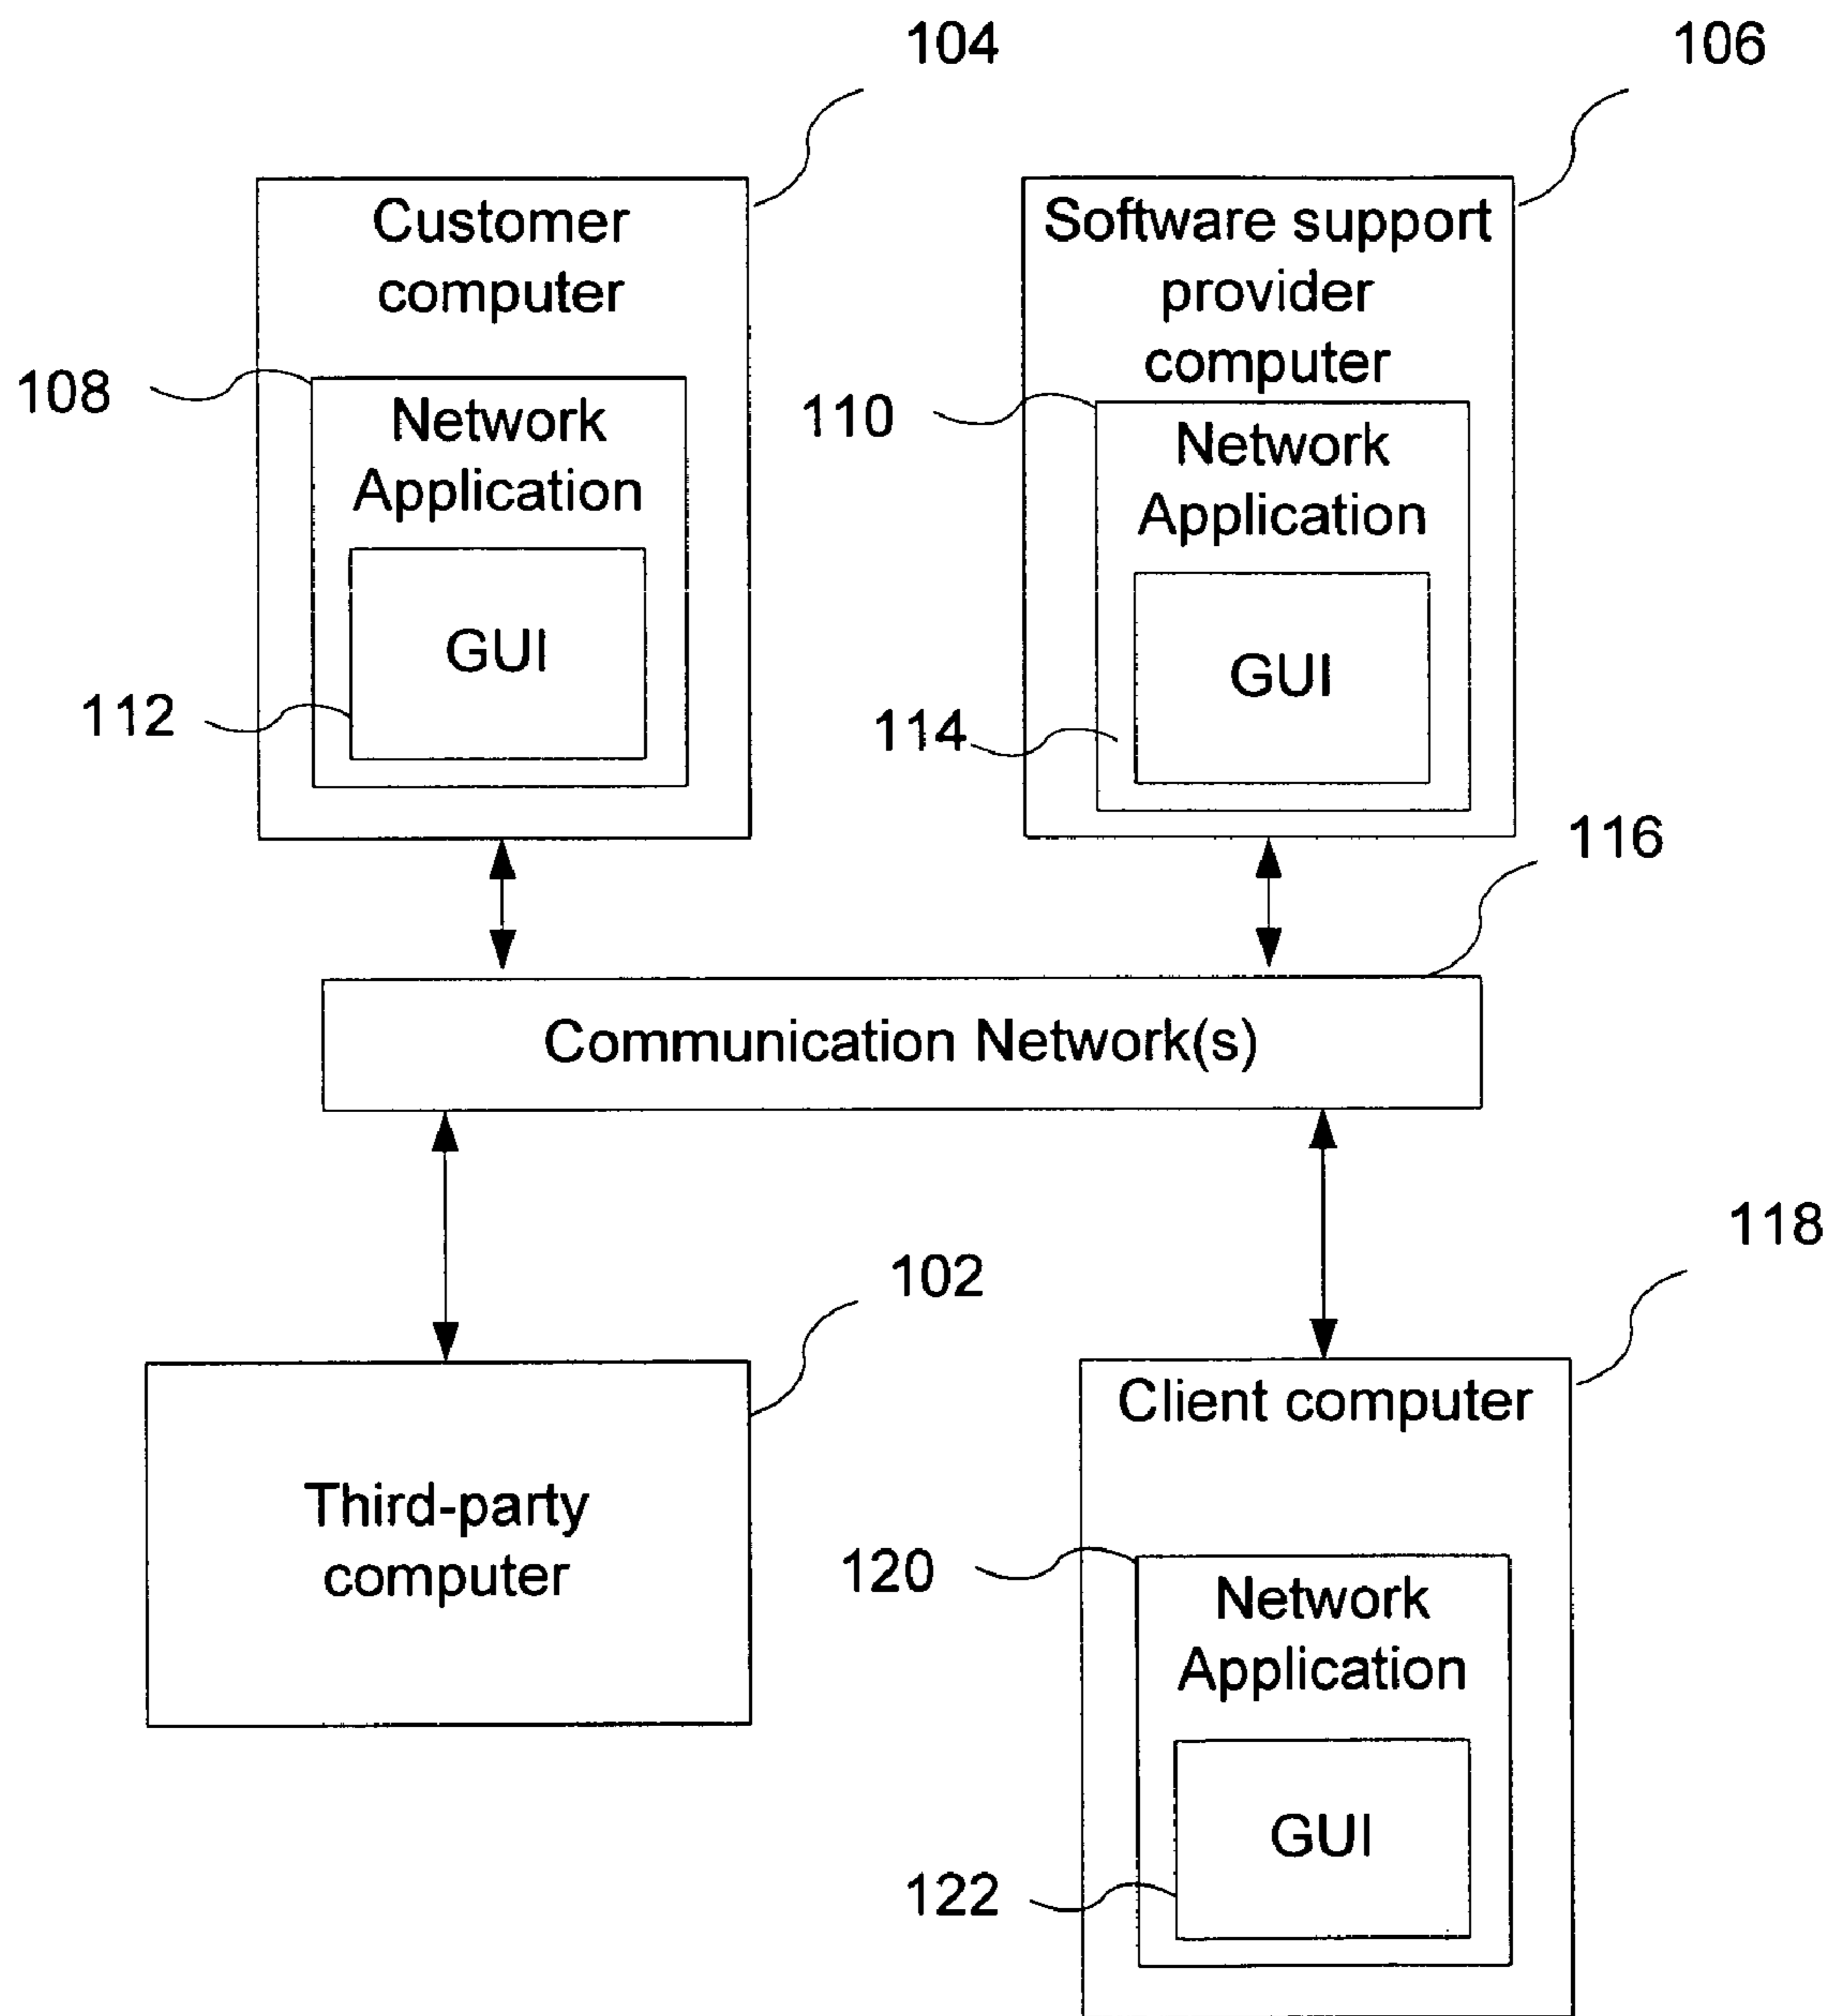 104
106
Customer
computer
Software support
provider
computer
108
Network
Application
110
Network
Application
GUI
GUI
112
114
116
Communication Network(s)
118
102
Client computer
Third-party
computer
120
Network
Application
GUI
122